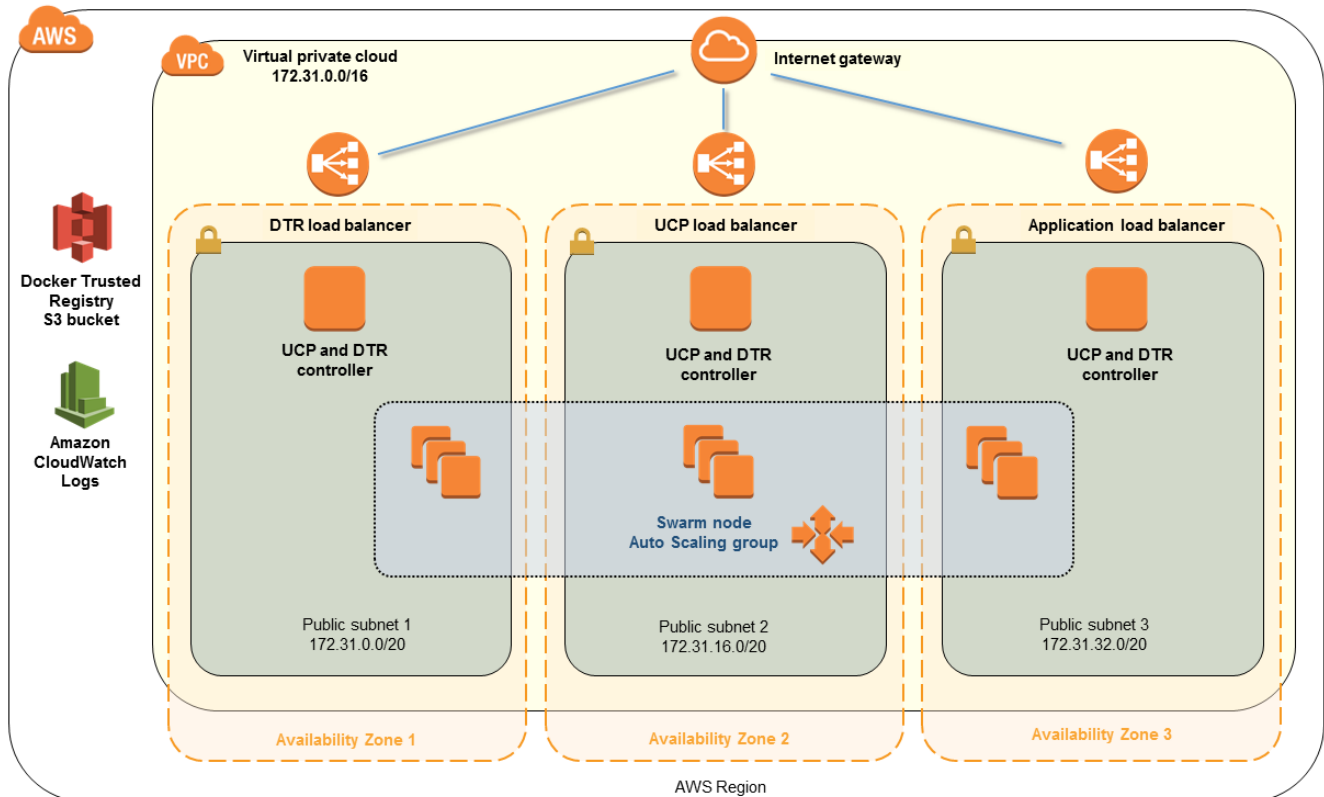 AWS
VPC
Virtual private cloud
172.31.0.0/16
Internet gateway
DTR load balancer
UCP load balancer
Application load balancer
Docker Trusted
Registry
S3 bucket
Amazon
CloudWatch
Logs
UCP and DTR
controller
UCP and DTR
controller
UCP and DTR
controller
Swarm node
Auto Scaling group
Public subnet 1
172.31.0.0/20
Public subnet 2
172.31.16.0/20
Public subnet 3
172.31.32.0/20
Availability Zone 1
Availability Zone 2
Availability Zone 3
AWS Region